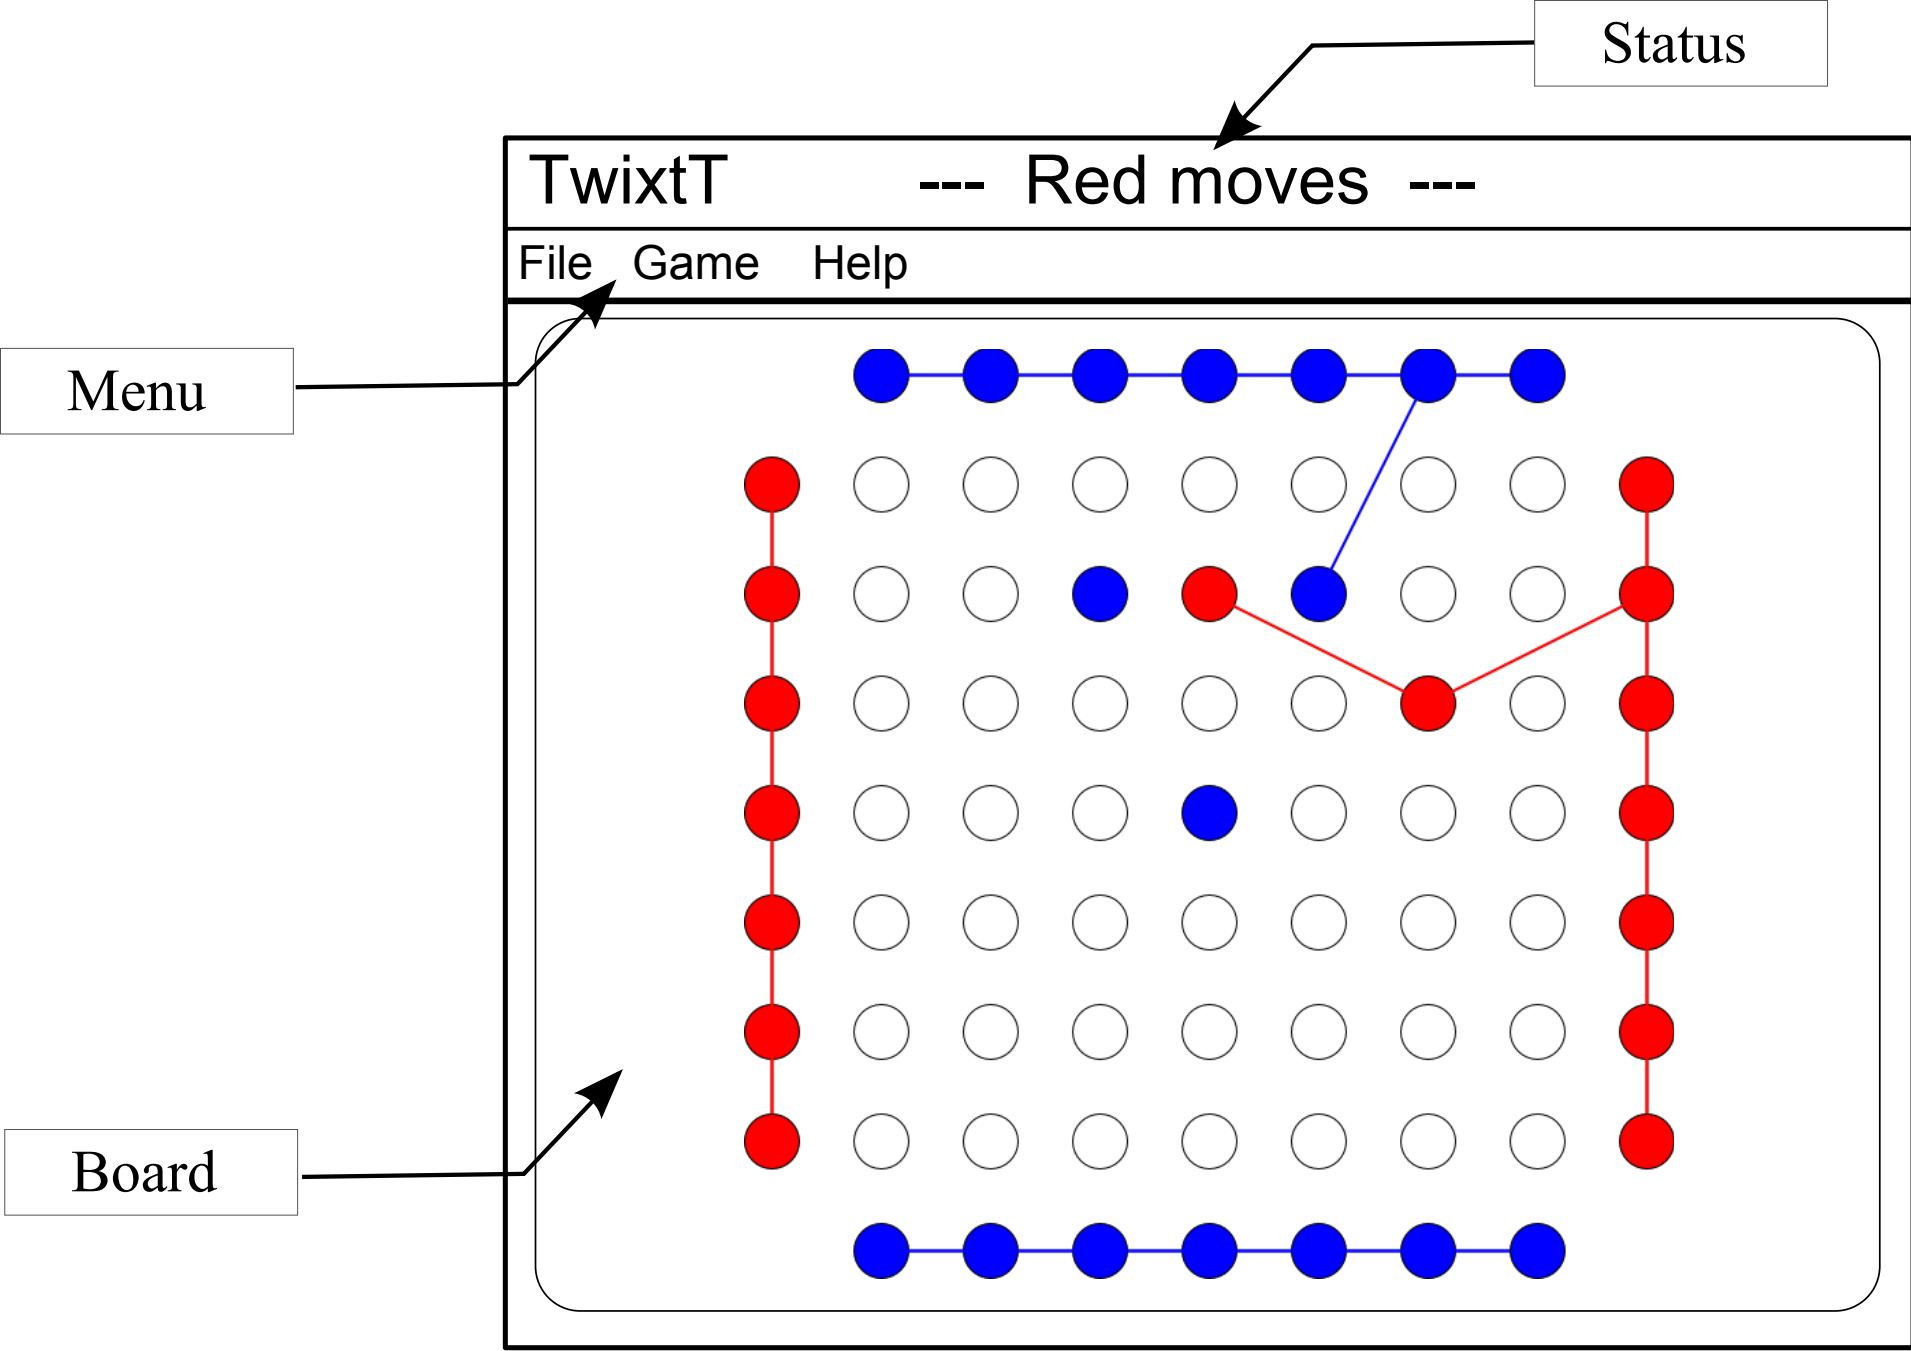 Status
TwixtT --- Red moves ---
File Game Help
Menu
Board